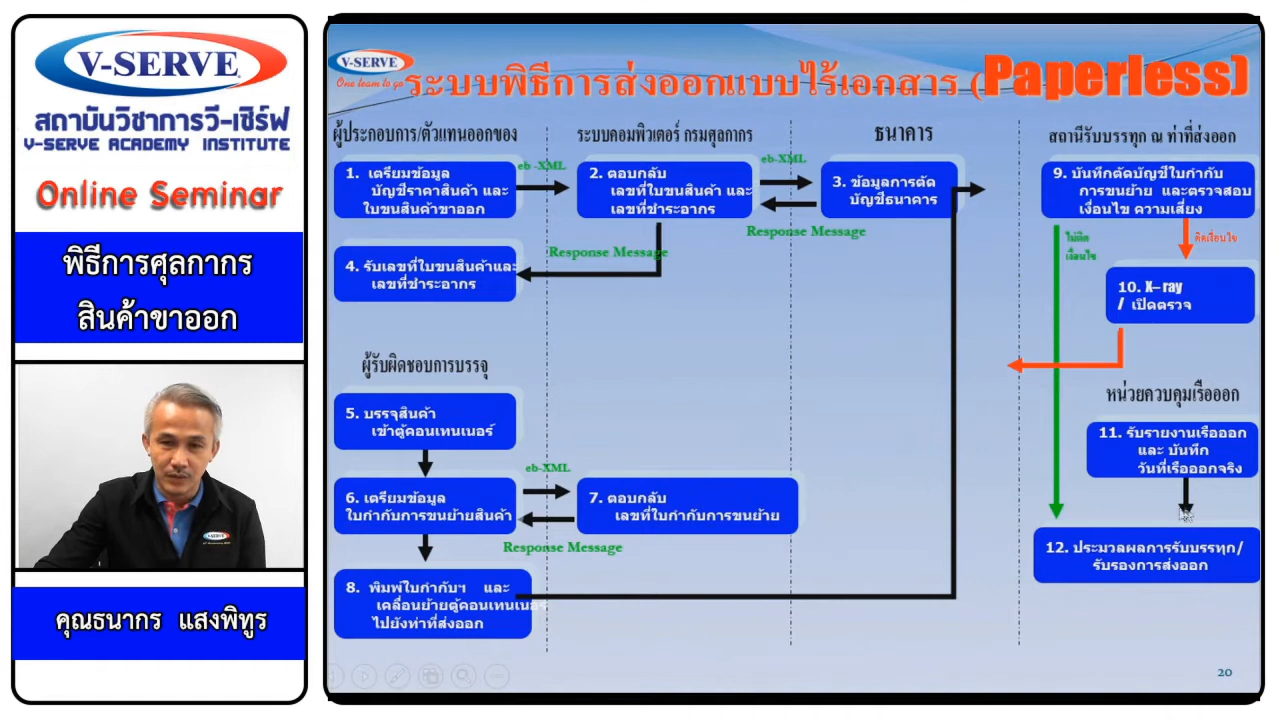 V-SERVE
สถาบันวิชาการวี-เซิร์ฟ
V-SERVE ACADEMY INSTITUTE
Online Seminar
พิธีการศุลกากร
สินค้าขาออก
V-SERVE
คุณธนากร แสงพิทูร
V-SERVE
One team to go
ระบบพิธีการส่งออกแบบไร้เอกสาร (Paperless)
ผู้ประกอบการ/ตัวแทนออกของ
ระบบคอมพิวเตอร์ กรมศุลกากร
ธนาคาร
สถานีรับบรรทุก ณ ท่าที่ส่งออก
1. เตรียมข้อมูล
บัญชีราคาสินค้า และ
ใบขนสินค้าขาออก
eb -XML
2. ตอบกลับ
เลขที่ใบขนสินค้า และ
เลขที่ชำระอากร
eb-XML
3. ข้อมูลการตัด
บัญชีธนาคาร
9. บันทึกตัดบัญชีใบกำกับ
การขนย้าย และตรวจสอบ
เงื่อนไข ความเสี่ยง
Response Message
Response Message
ไม่ติด
เงื่อนไข
ติดเงื่อนไข
4. รับเลขที่ใบขนสินค้าและ
เลขที่ชำระอากร
10. X-ray
/ เปิดตรวจ
ผู้รับผิดชอบการบรรจุ
หน่วยควบคุมเรือออก
5. บรรจุสินค้า
เข้าตู้คอนเทนเนอร์
11. รับรายงานเรือออก
และ บันทึก
วันที่เรือออกจริง
eb-XML
6. เตรียมข้อมูล
ใบกำกับการขนย้ายสินค้า
7. ตอบกลับ
เลขที่ใบกำกับการขนย้าย
Response Message
12. ประมวลผลการรับบรรทุก/
รับรองการส่งออก
8. พิมพ์ใบกำกับฯ และ
เคลื่อนย้ายตู้คอนเทนเนอร์
ไปยังท่าที่ส่งออก
20